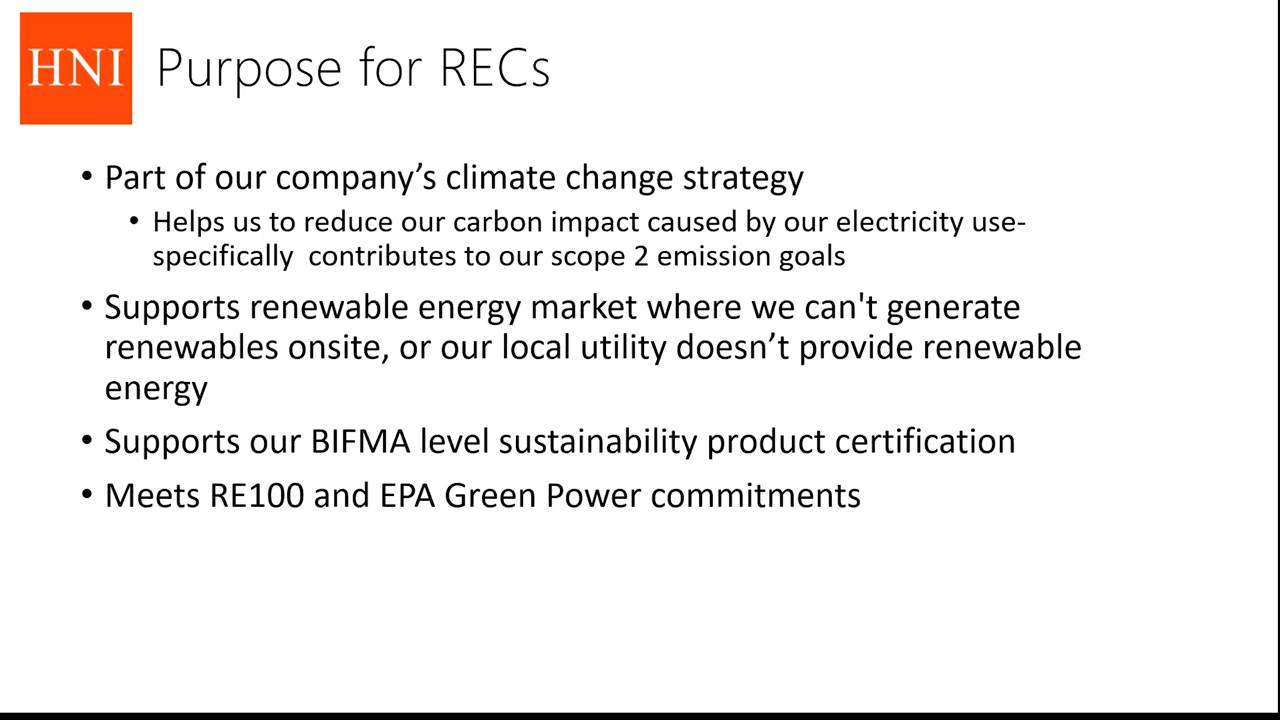 HNI
Purpose for RECs
• Part of our company’s climate change strategy
• Helps us to reduce our carbon impact caused by our electricity use-
specifically  contributes to our scope 2 emission goals
• Supports renewable energy market where we can't generate
renewables onsite, or our local utility doesn’t provide renewable
energy
• Supports our BIFMA level sustainability product certification
• Meets RE100 and EPA Green Power commitments